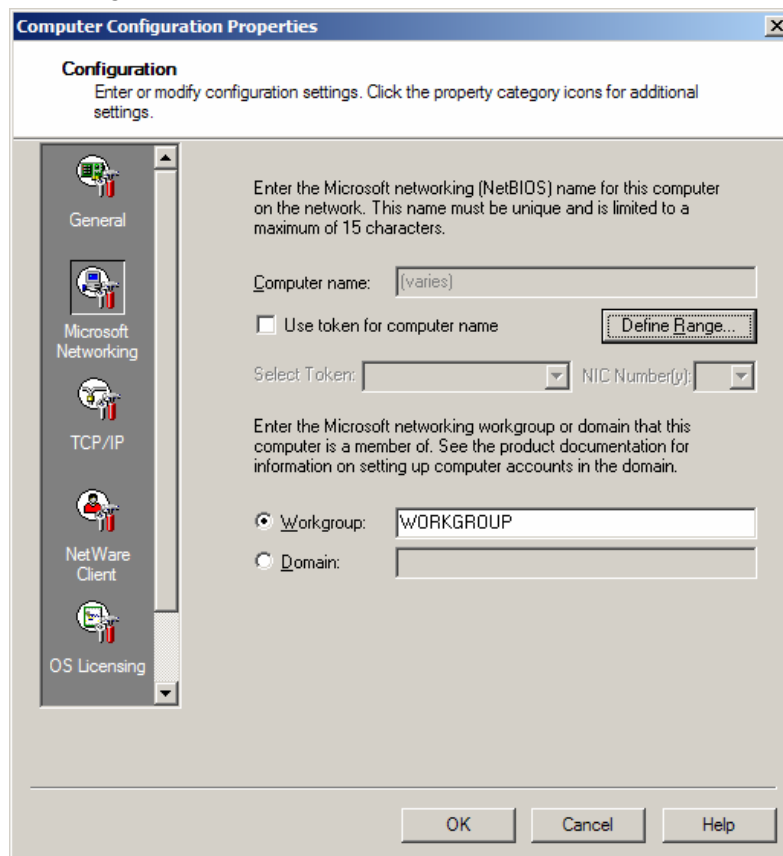 Computer Configuration Properties
Configuration
Enter or modify configuration settings. Click the property category icons for additional
settings.
General
Microsoft
Networking
TCP/IP
NetWare
Client
OS Licensing
Enter the Microsoft networking (NetBIOS) name for this computer
on the network. This name must be unique and is limited to a
maximum of 15 characters.
Computer name: (varies)
Use token for computer name Define Range...
Select Token: NIC Number(y):
Enter the Microsoft networking workgroup or domain that this
computer is a member of. See the product documentation for
information on setting up computer accounts in the domain.
Workgroup: WORKGROUP
Domain:
OK Cancel Help